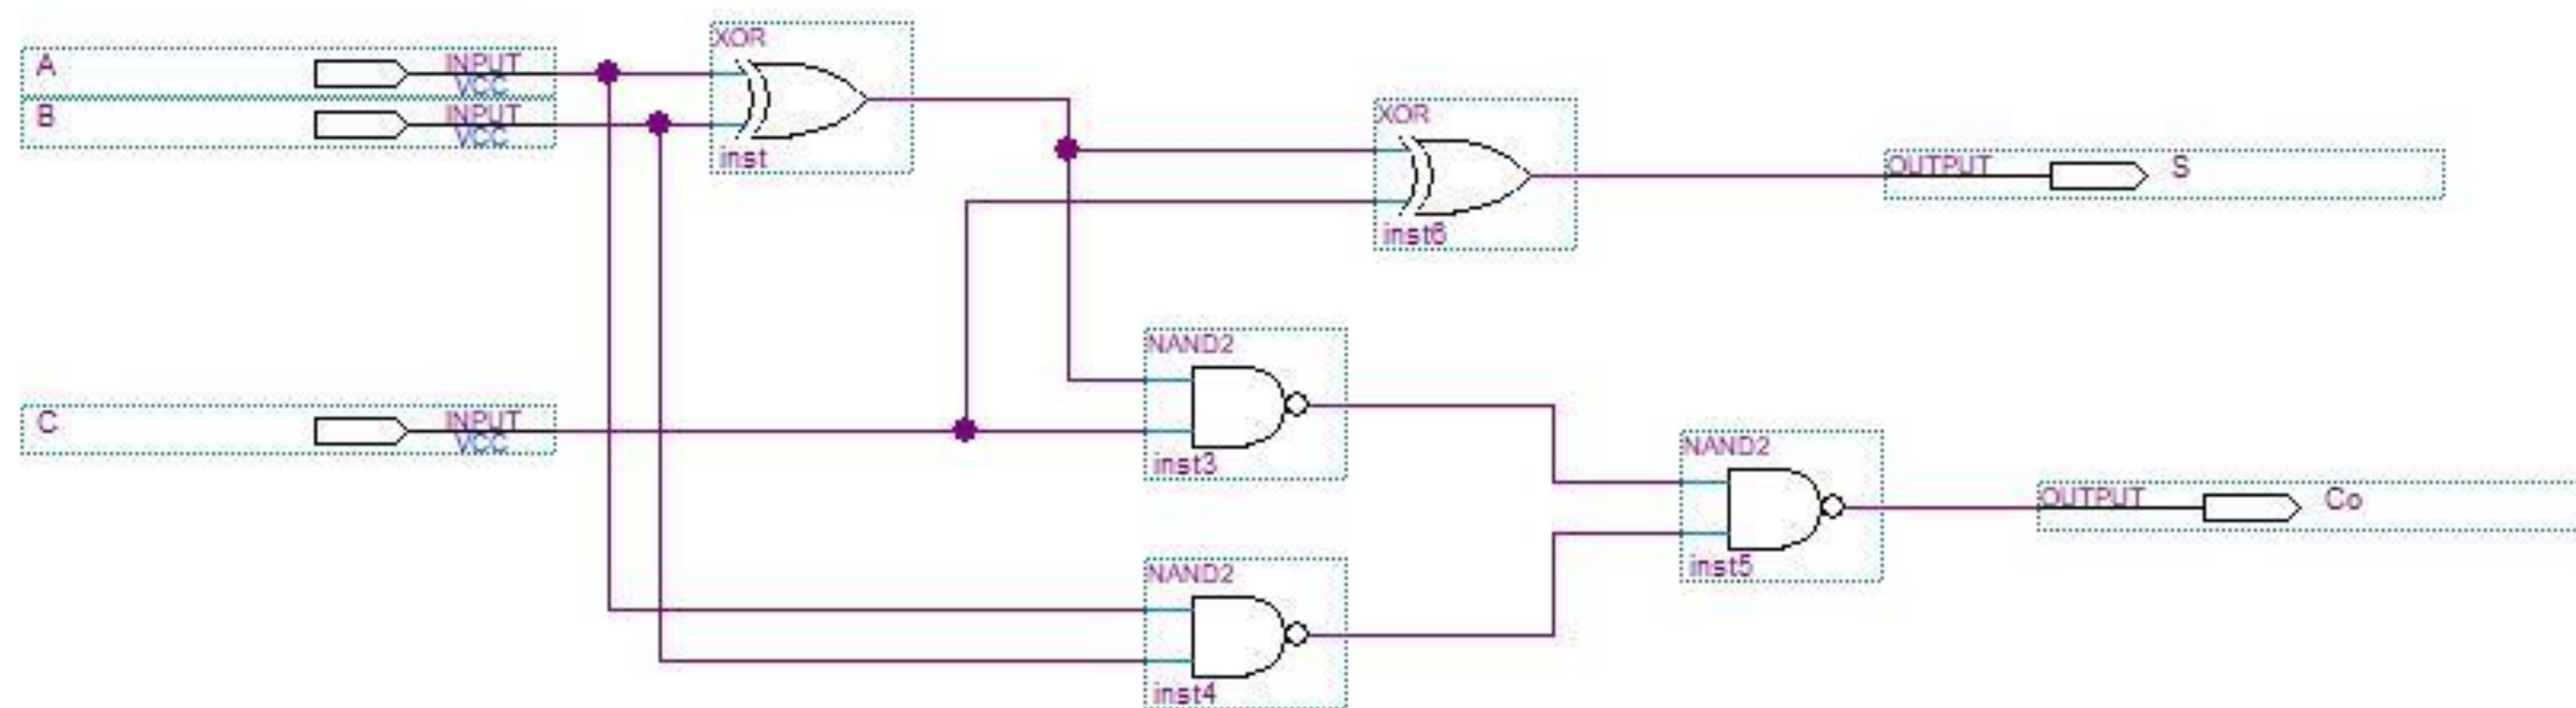 XOR
A
INPUT
VCC
B
INPUT
VCC
inst
XOR
inst6
OUTPUT
S
NAND2
inst3
C
INPUT
VCC
NAND2
inst5
OUTPUT
Co
NAND2
inst4